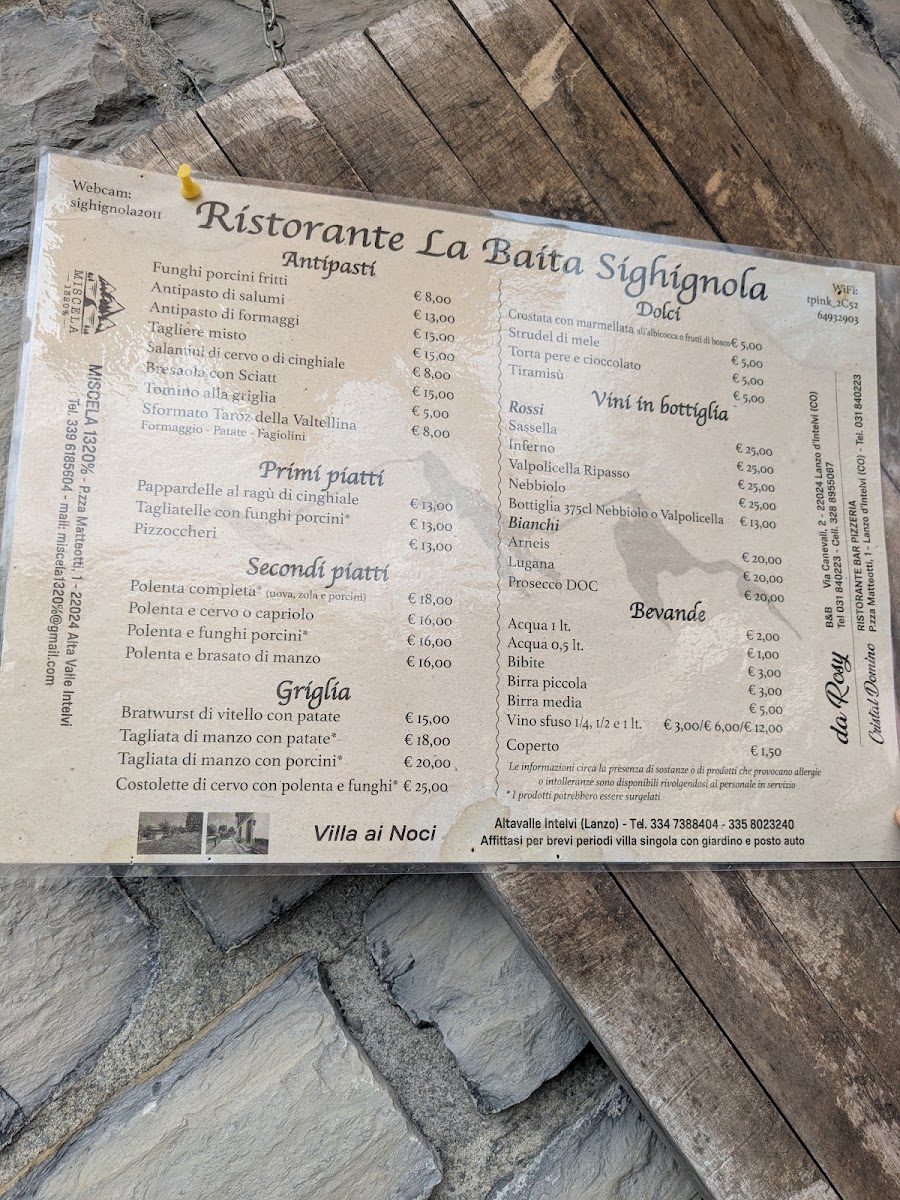 Webcam:
sighignola2011
Ristorante La Baita Sighignola
WiFi:
tpink_2C52
64932903
Antipasti
Funghi porcini fritti € 8,00
Antipasto di salumi € 13,00
Antipasto di formaggi € 15,00
Tagliere misto € 15,00
Salamini di cervo o di cinghiale € 8,00
Bresaola con Sciatt € 15,00
Tomino alla griglia € 5,00
Sformato Taroz della Valtellina € 8,00
Formaggio - Patate - Fagiolini
Primi piatti
Pappardelle al ragù di cinghiale € 13,00
Tagliatelle con funghi porcini* € 13,00
Pizzoccheri € 13,00
Secondi piatti
Polenta completa* (uova, zola e porcini) € 18,00
Polenta e cervo o capriolo € 16,00
Polenta e funghi porcini* € 16,00
Polenta e brasato di manzo € 16,00
Griglia
Bratwurst di vitello con patate € 15,00
Tagliata di manzo con patate* € 18,00
Tagliata di manzo con porcini* € 20,00
Costolette di cervo con polenta e funghi* € 25,00
Dolci
Crostata con marmellata all'albicocca o frutti di bosco € 5,00
Strudel di mele € 5,00
Torta pere e cioccolato € 5,00
Tiramisù € 5,00
Vini in bottiglia
Rossi
Sassella € 25,00
Inferno € 25,00
Valpolicella Ripasso € 25,00
Nebbiolo € 25,00
Bottiglia 375cl Nebbiolo o Valpolicella € 13,00
Bianchi
Arneis € 20,00
Lugana € 20,00
Prosecco DOC € 20,00
Bevande
Acqua 1 lt. € 2,00
Acqua 0,5 lt. € 1,00
Bibite € 3,00
Birra piccola € 3,00
Birra media € 5,00
Vino sfuso 1/4, 1/2 e 1 lt. € 3,00/€ 6,00/€ 12,00
Coperto € 1,50
Le informazioni circa la presenza di sostanze o di prodotti che provocano allergie
o intolleranze sono disponibili rivolgendosi al personale in servizio
* I prodotti potrebbero essere surgelati
MISCELA
1320%
MISCELA 1320% - P.zza Matteotti, 1 - 22024 Alta Valle Intelvi
Tel. 339 6185604 - mail: miscela1320%@gmail.com
da Rosy
B&B Via Canevali, 2 - 22024 Lanzo d'Intelvi (CO)
Tel 031 840223 - Cell. 328 8955067
Cristal Domino
RISTORANTE BAR PIZZERIA
P.zza Matteotti, 1 - Lanzo d'Intelvi (CO) - Tel. 031 840223
Villa ai Noci
Altavalle Intelvi (Lanzo) - Tel. 334 7388404 - 335 8023240
Affittasi per brevi periodi villa singola con giardino e posto auto